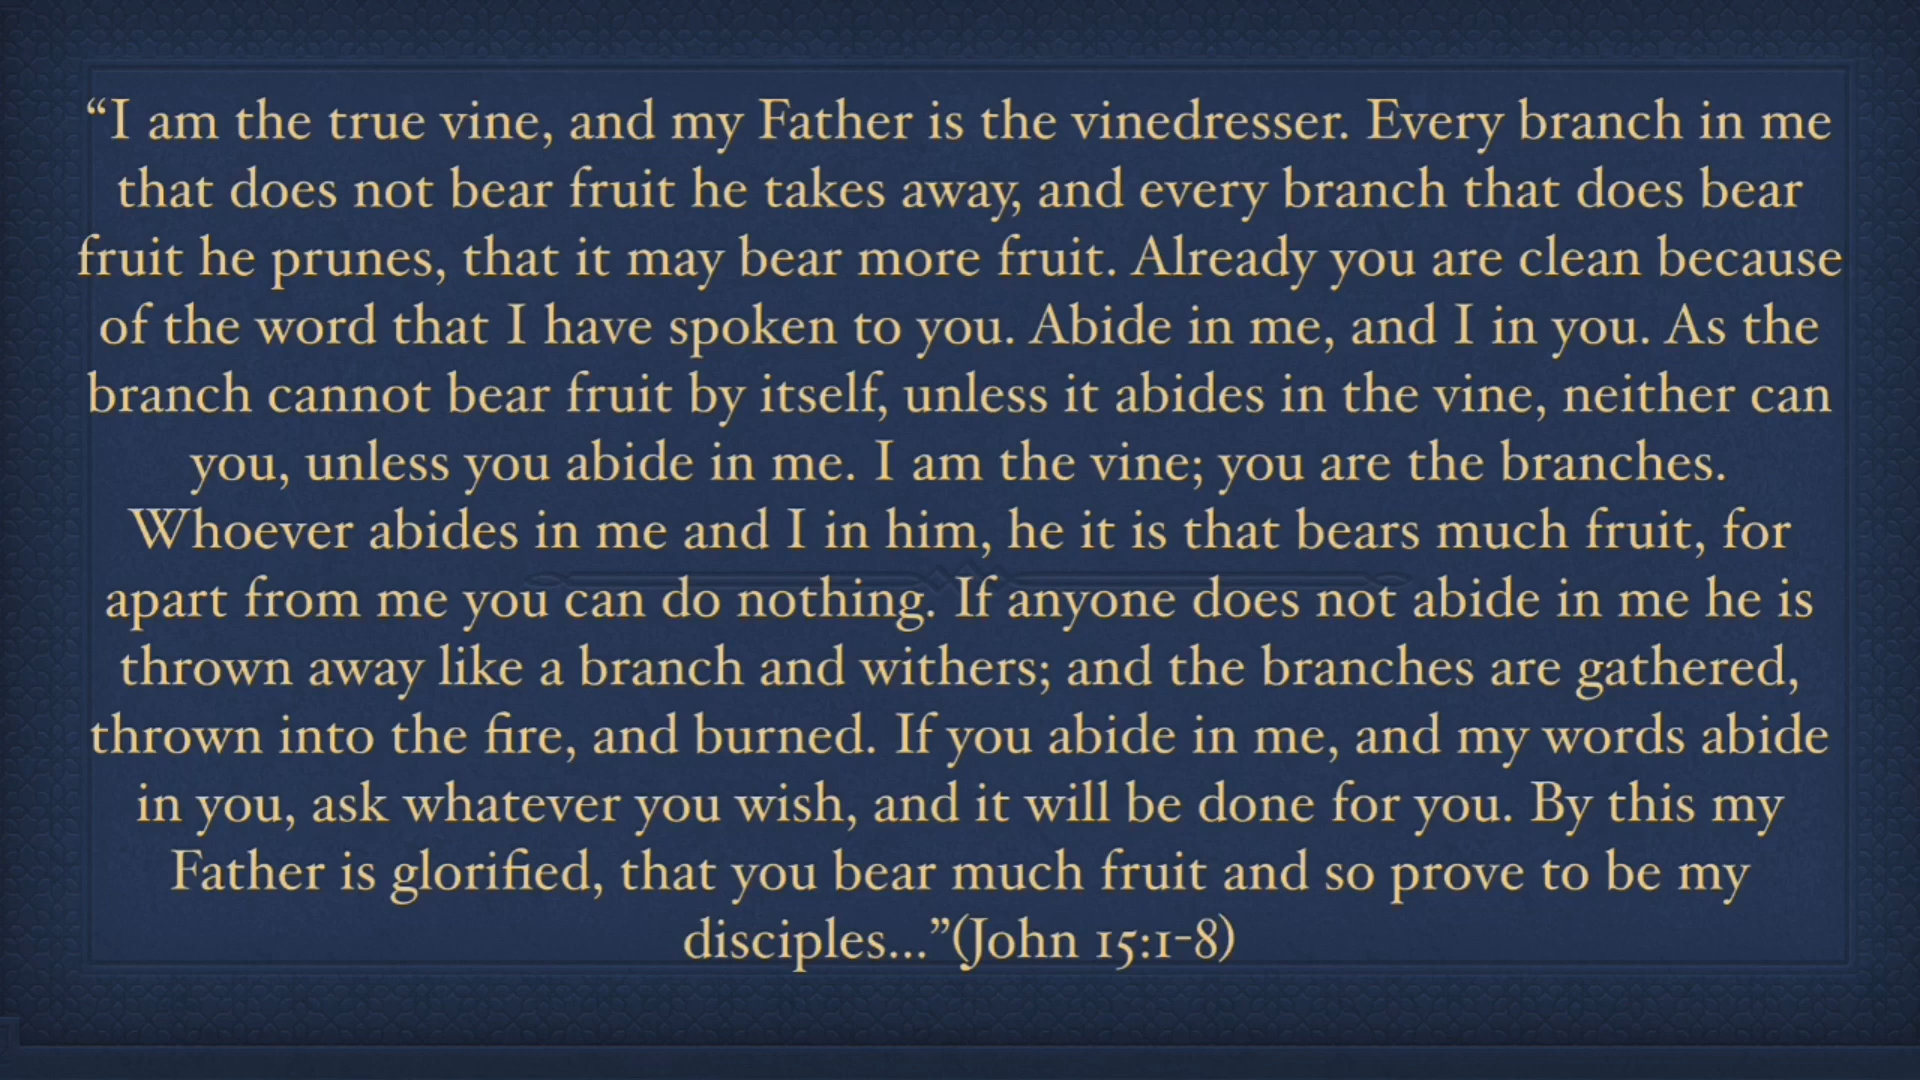 “I am the true vine, and my Father is the vinedresser. Every branch in me
that does not bear fruit he takes away, and every branch that does bear
fruit he prunes, that it may bear more fruit. Already you are clean because
of the word that I have spoken to you. Abide in me, and I in you. As the
branch cannot bear fruit by itself, unless it abides in the vine, neither can
you, unless you abide in me. I am the vine; you are the branches.
Whoever abides in me and I in him, he it is that bears much fruit, for
apart from me you can do nothing. If anyone does not abide in me he is
thrown away like a branch and withers; and the branches are gathered,
thrown into the fire, and burned. If you abide in me, and my words abide
in you, ask whatever you wish, and it will be done for you. By this my
Father is glorified, that you bear much fruit and so prove to be my
disciples...”(John 15:1-8)